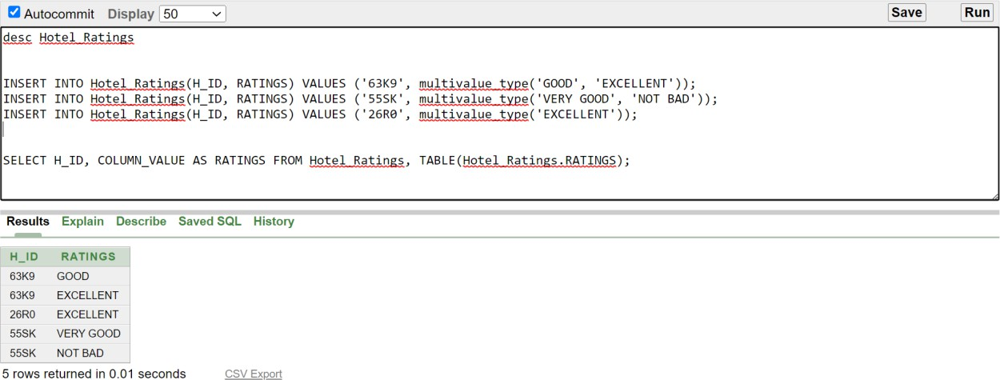 Autocommit Display 50 Save Run
desc Hotel_Ratings
INSERT INTO Hotel_Ratings(H_ID, RATINGS) VALUES ('63K9', multivalue_type('GOOD', 'EXCELLENT'));
INSERT INTO Hotel_Ratings(H_ID, RATINGS) VALUES ('55SK', multivalue_type('VERY GOOD', 'NOT BAD'));
INSERT INTO Hotel_Ratings(H_ID, RATINGS) VALUES ('26R0', multivalue_type('EXCELLENT'));
SELECT H_ID, COLUMN_VALUE AS RATINGS FROM Hotel_Ratings, TABLE(Hotel_Ratings.RATINGS);
Results Explain Describe Saved SQL History
H_ID RATINGS
63K9 GOOD
63K9 EXCELLENT
26R0 EXCELLENT
55SK VERY GOOD
55SK NOT BAD
5 rows returned in 0.01 seconds CSV Export